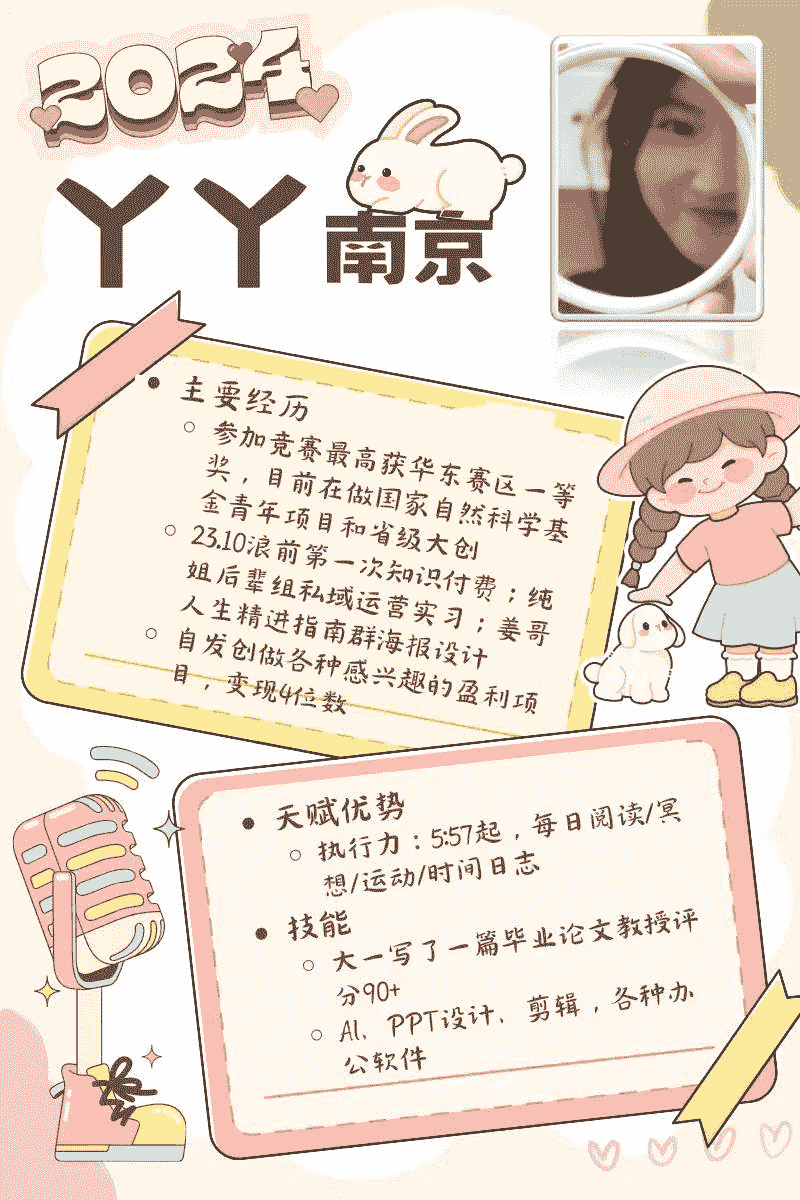 2024
丫丫 南京
主要经历
参加竞赛最高获华东赛区一等
奖，目前在做国家自然科学基
金青年项目和省级大创
23.10浪前第一次知识付费；纯
姐后辈组私域运营实习；姜哥
人生精进指南群海报设计
自发创做各种感兴趣的盈利项
目，变现4位数
天赋优势
执行力：5:57起，每日阅读/冥
想/运动/时间日志
技能
大一写了一篇毕业论文教授评
分90+
AI、PPT设计、剪辑，各种办
公软件